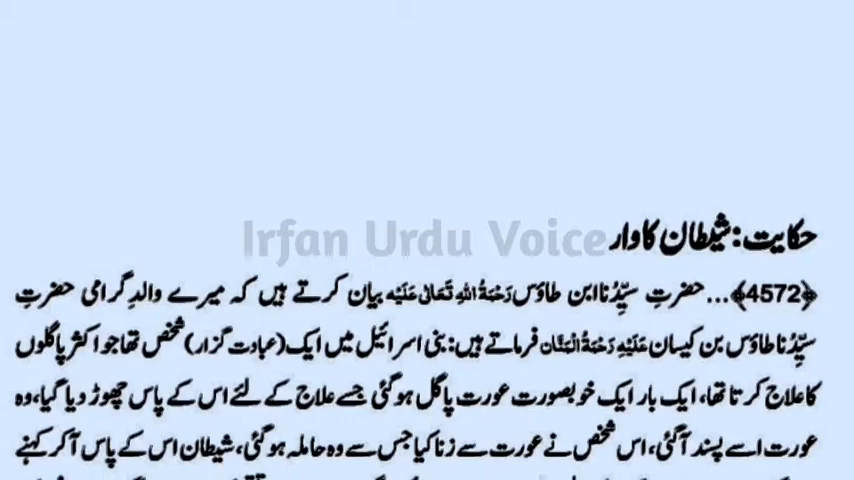 حکایت: شیطان کا وار
Irfan Urdu Voice
﴿4572﴾... حضرتِ سیِّدُنا ابن طاؤس رَحْمَۃُ اللہِ تَعَالٰی عَلَیْہ بیان کرتے ہیں کہ میرے والدِ گرامی حضرتِ
سیِّدُنا طاؤس بن کیسان عَلَیْہِ رَحْمَۃُ الْمَنَّان فرماتے ہیں: بنی اسرائیل میں ایک (عبادت گزار) شخص تھا جو اکثر پاگلوں
کا علاج کرتا تھا، ایک بار ایک خوبصورت عورت پاگل ہو گئی جسے علاج کے لئے اس کے پاس چھوڑ دیا گیا، وہ
عورت اسے پسند آگئی، اس شخص نے عورت سے زنا کیا جس سے وہ حاملہ ہو گئی، شیطان اس کے پاس آکر کہنے